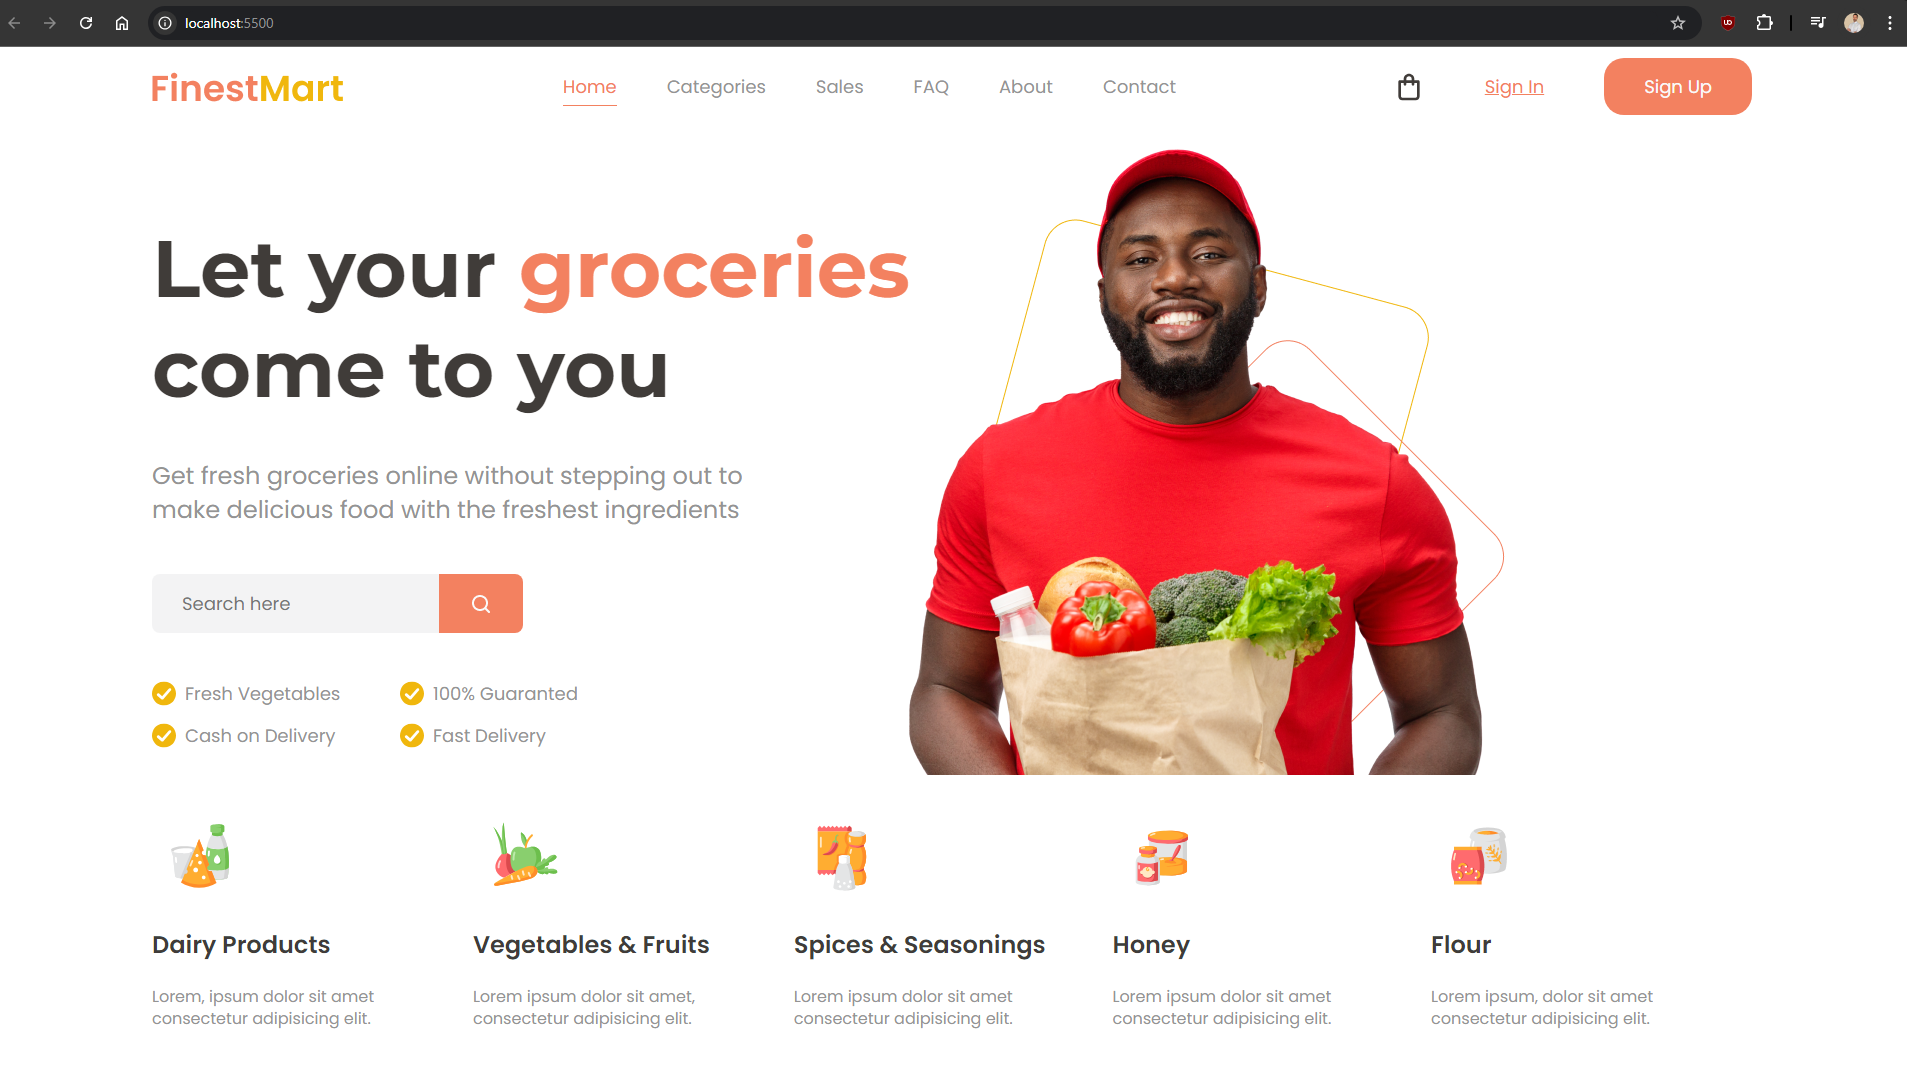 localhost:5500
FinestMart
Home Categories Sales FAQ About Contact
Sign In
Sign Up
Let your groceries
come to you
Get fresh groceries online without stepping out to
make delicious food with the freshest ingredients
Search here
Fresh Vegetables
100% Guaranted
Cash on Delivery
Fast Delivery
Dairy Products
Lorem, ipsum dolor sit amet
consectetur adipisicing elit.
Vegetables & Fruits
Lorem ipsum dolor sit amet,
consectetur adipisicing elit.
Spices & Seasonings
Lorem ipsum dolor sit amet
consectetur adipisicing elit.
Honey
Lorem ipsum dolor sit amet
consectetur adipisicing elit.
Flour
Lorem ipsum, dolor sit amet
consectetur adipisicing elit.